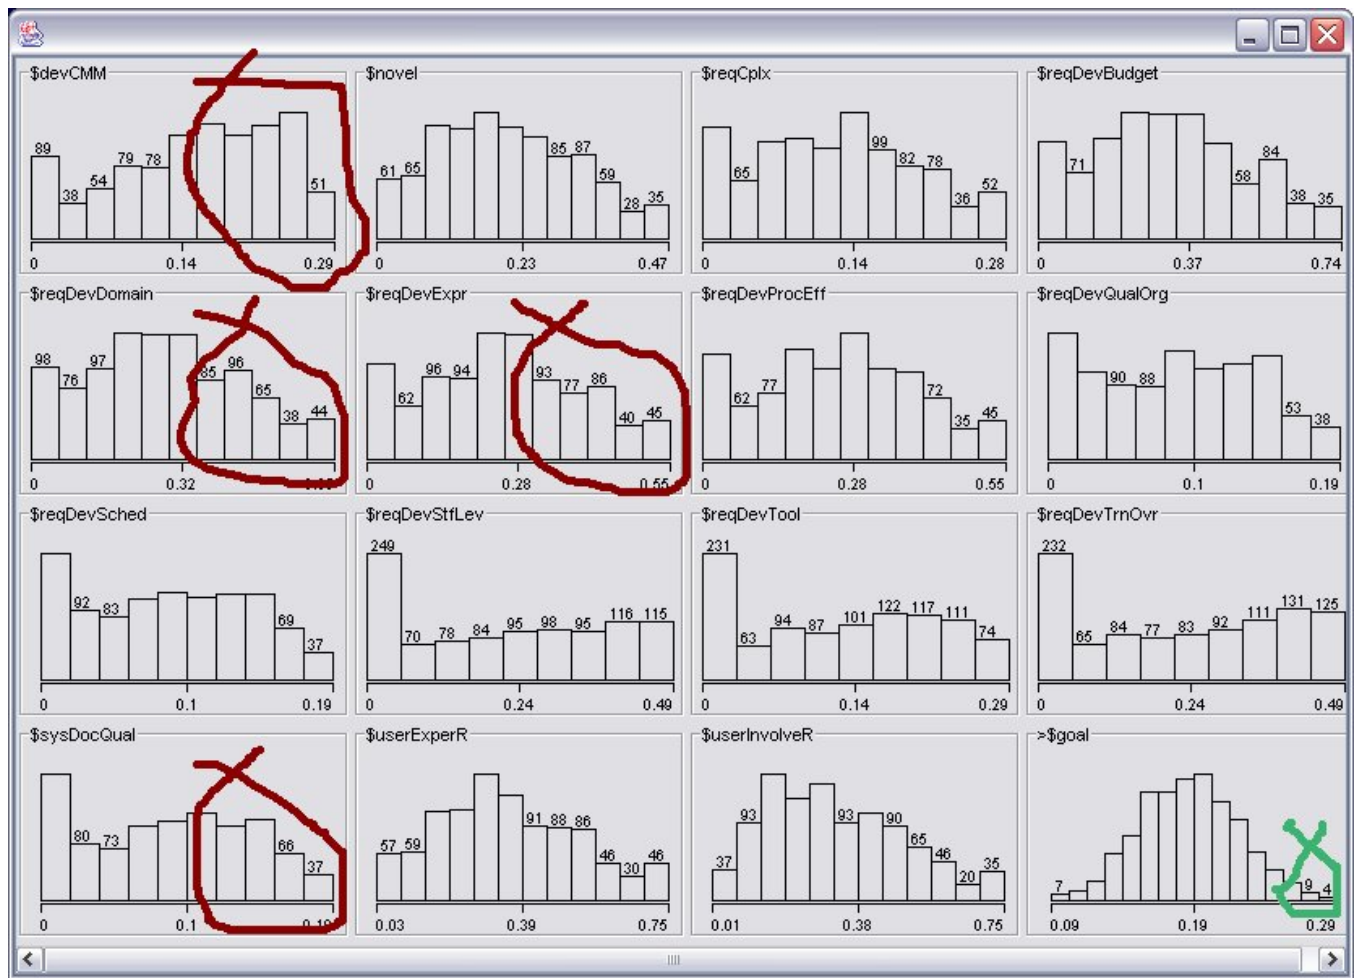 $devCMM
89 38 54 79 78 51
0 0.14 0.29
$novel
61 65 85 87 59 28 35
0 0.23 0.47
$reqCplx
65 99 82 78 36 52
0 0.14 0.28
$reqDevBudget
71 58 84 38 35
0 0.37 0.74
$reqDevDomain
98 76 97 85 96 65 38 44
0 0.32
$reqDevExpr
62 96 94 93 77 86 40 45
0 0.28 0.55
$reqDevProcEff
62 77 72 35 45
0 0.28 0.55
$reqDevQualOrg
90 88 53 38
0 0.1 0.19
$reqDevSched
92 83 69 37
0 0.1 0.19
$reqDevStfLev
249 70 78 84 95 98 95 116 115
0 0.24 0.49
$reqDevTool
231 63 94 87 101 122 117 111 74
0 0.14 0.29
$reqDevTrnOvr
232 65 84 77 83 92 111 131 125
0 0.24 0.49
$sysDocQual
80 73 66 37
0 0.1 0.19
$userExperR
57 59 91 88 86 46 30 46
0.03 0.39 0.75
$userInvolveR
37 93 93 90 65 46 20 35
0.01 0.38 0.75
>$goal
7 9 4
0.09 0.19 0.29